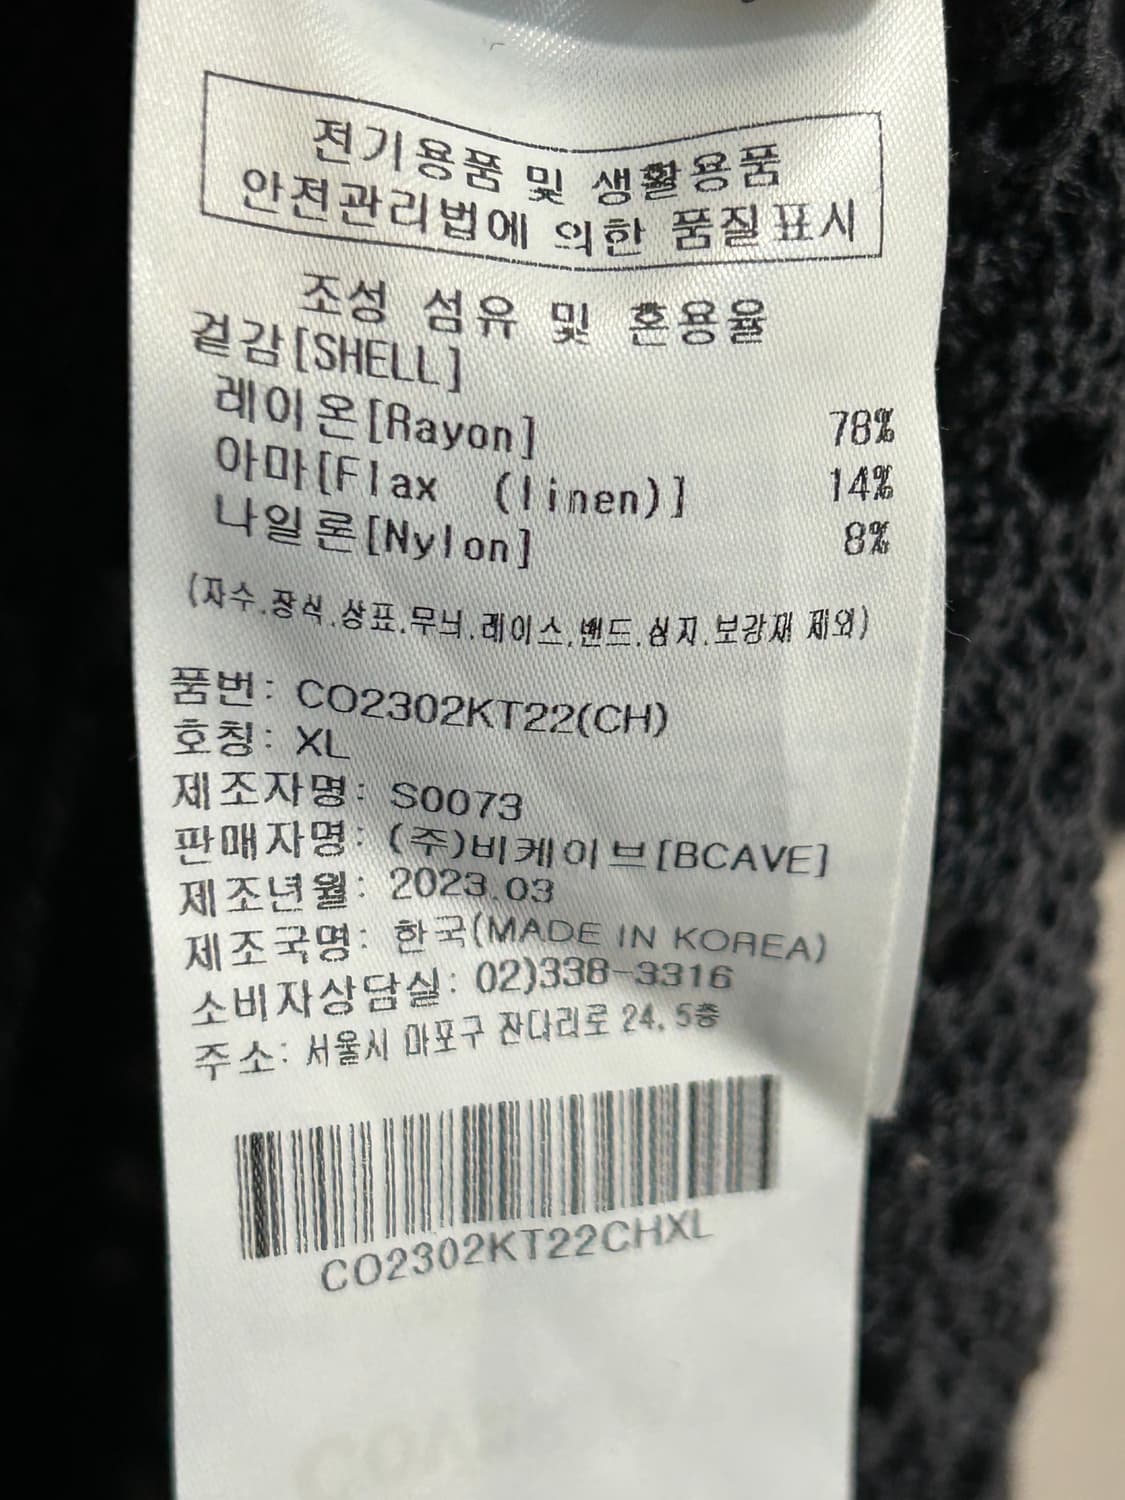 전기용품 및 생활용품
안전관리법에 의한 품질표시
조성 섬유 및 혼용율
겉감[SHELL]
레이온[Rayon] 78%
아마[Flax (linen)] 14%
나일론[Nylon] 8%
(자수.장식.상표.무늬.레이스.밴드.심지.보강재 제외)
품번: CO2302KT22(CH)
호칭: XL
제조자명: S0073
판매자명: (주)비케이브[BCAVE]
제조년월: 2023.03
제조국명: 한국(MADE IN KOREA)
소비자상담실: 02)338-3316
주소: 서울시 마포구 잔다리로 24, 5층
CO2302KT22CHXL